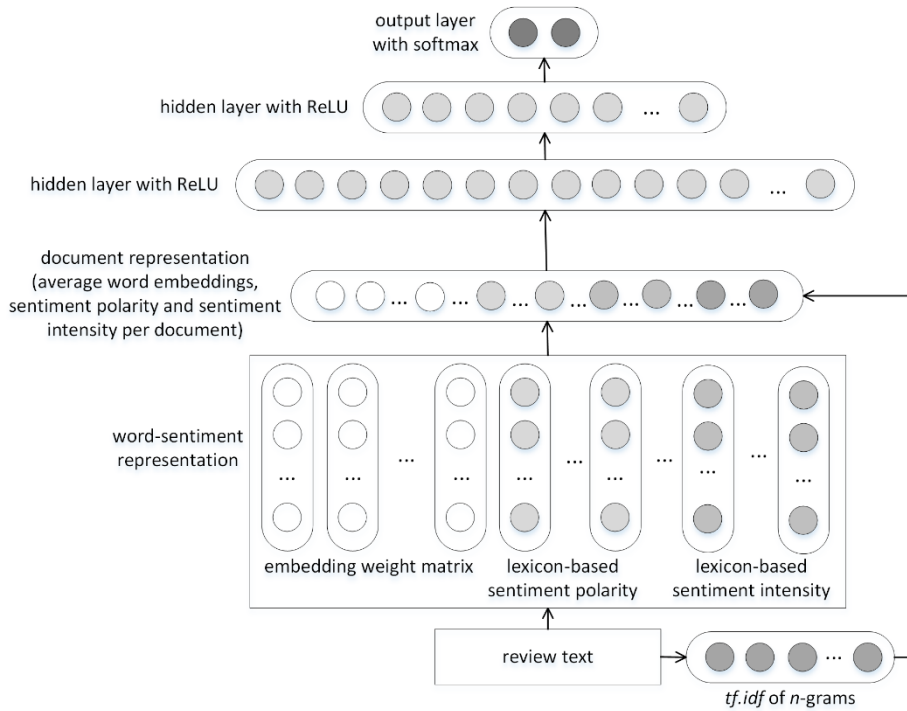 output layer
with softmax
hidden layer with ReLU
...
hidden layer with ReLU
...
document representation
(average word embeddings,
sentiment polarity and sentiment
intensity per document)
... ... ... ... ... ...
word-sentiment
representation
... ... ... ... ... ... ... ... ... ...
embedding weight matrix
lexicon-based
sentiment polarity
lexicon-based
sentiment intensity
review text
...
tf.idf of n-grams